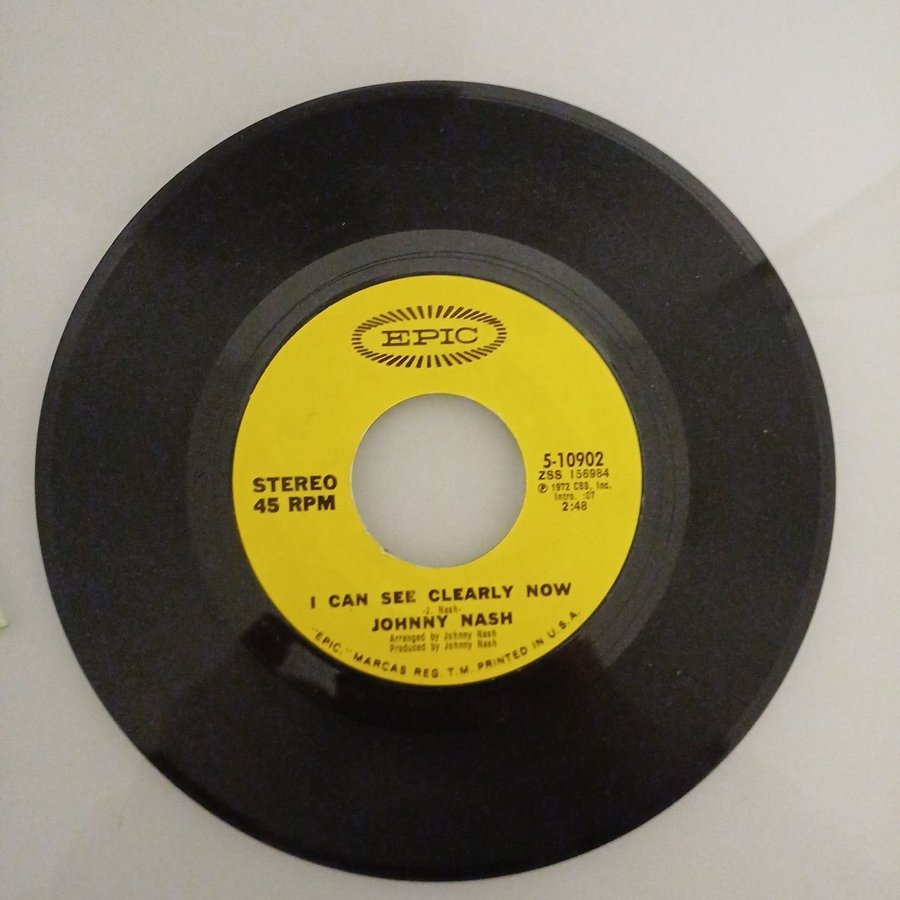 EPIC
STEREO
45 RPM
5-10902
ZSS 156984
℗ 1972 CBS, Inc.
Intro. :07
2:48
I CAN SEE CLEARLY NOW
-J. Nash-
JOHNNY NASH
Arranged by Johnny Nash
Produced by Johnny Nash
"EPIC," MARCAS REG. T.M. PRINTED IN U.S.A.